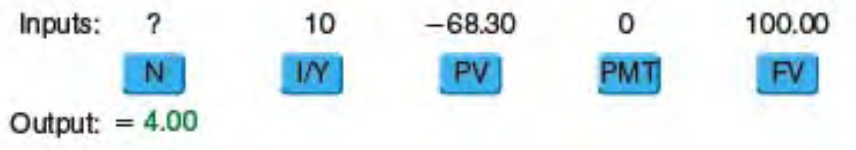 Inputs: ? 10 −68.30 0 100.00
N I/Y PV PMT FV
Output: = 4.00